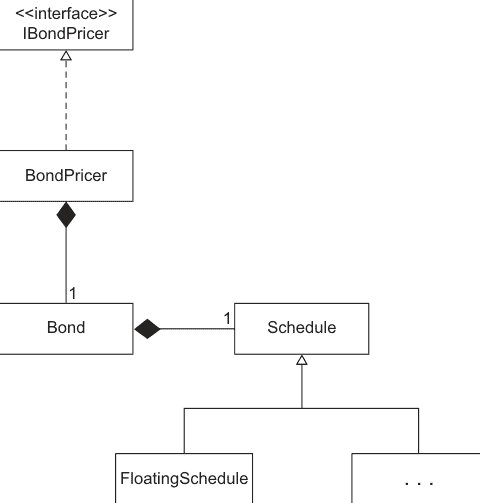 <<interface>>
IBondPricer
BondPricer
1
Bond
1
Schedule
FloatingSchedule
. . .